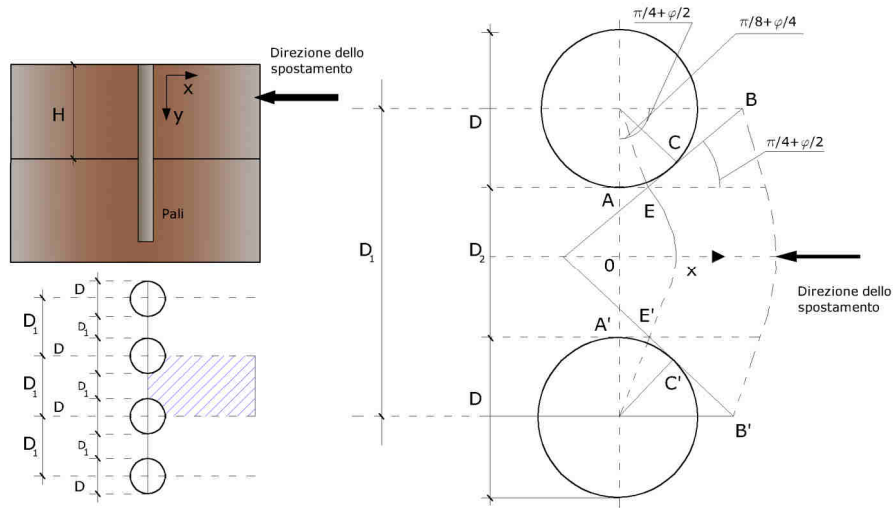 Direzione dello
spostamento
x
H
y
Pali
D
D₁
D₁
D
D₁
D₁
D
D₁
D₁
D
π/4+φ/2
π/8+φ/4
B
D
C
π/4+φ/2
A
E
D₁
D₂
0
x
Direzione dello
spostamento
A'
E'
C'
D
B'